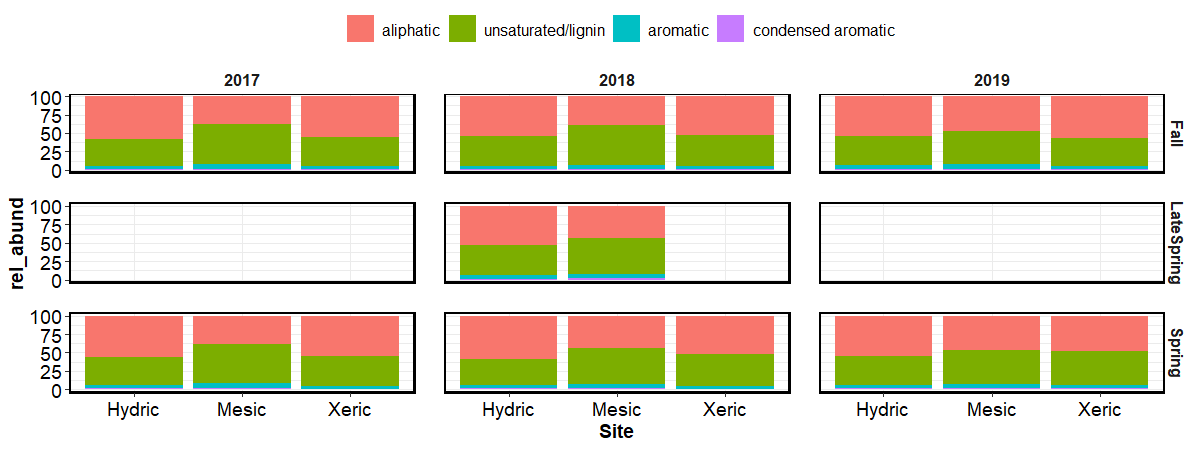 aliphatic unsaturated/lignin aromatic condensed aromatic
2017 2018 2019
100
75
50
25
0
Fall
100
75
50
25
0
LateSpring
100
75
50
25
0
Spring
rel_abund
Hydric Mesic Xeric Hydric Mesic Xeric Hydric Mesic Xeric
Site